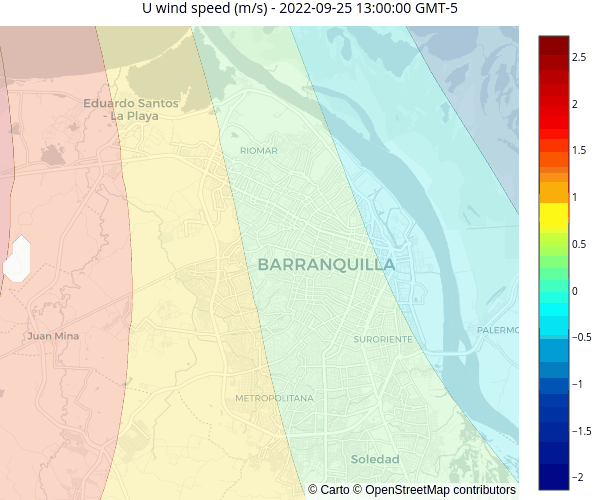 U wind speed (m/s) - 2022-09-25 13:00:00 GMT-5
Eduardo Santos
- La Playa
RIOMAR
BARRANQUILLA
Juan Mina
SURORIENTE
PALERMO
METROPOLITANA
Soledad
© Carto © OpenStreetMap contributors
2.5
2
1.5
1
0.5
0
−0.5
−1
−1.5
−2